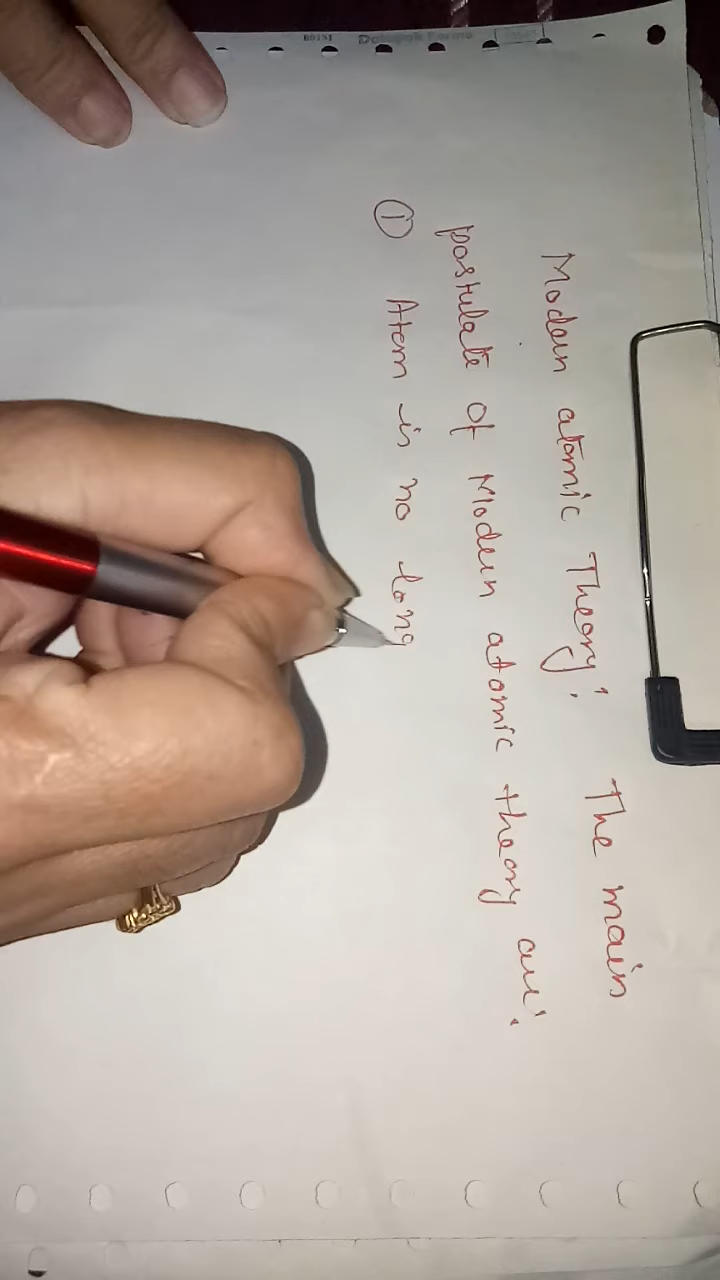 Modern atomic Theory: The main
postulate of Modern atomic theory are:
① Atom is no long